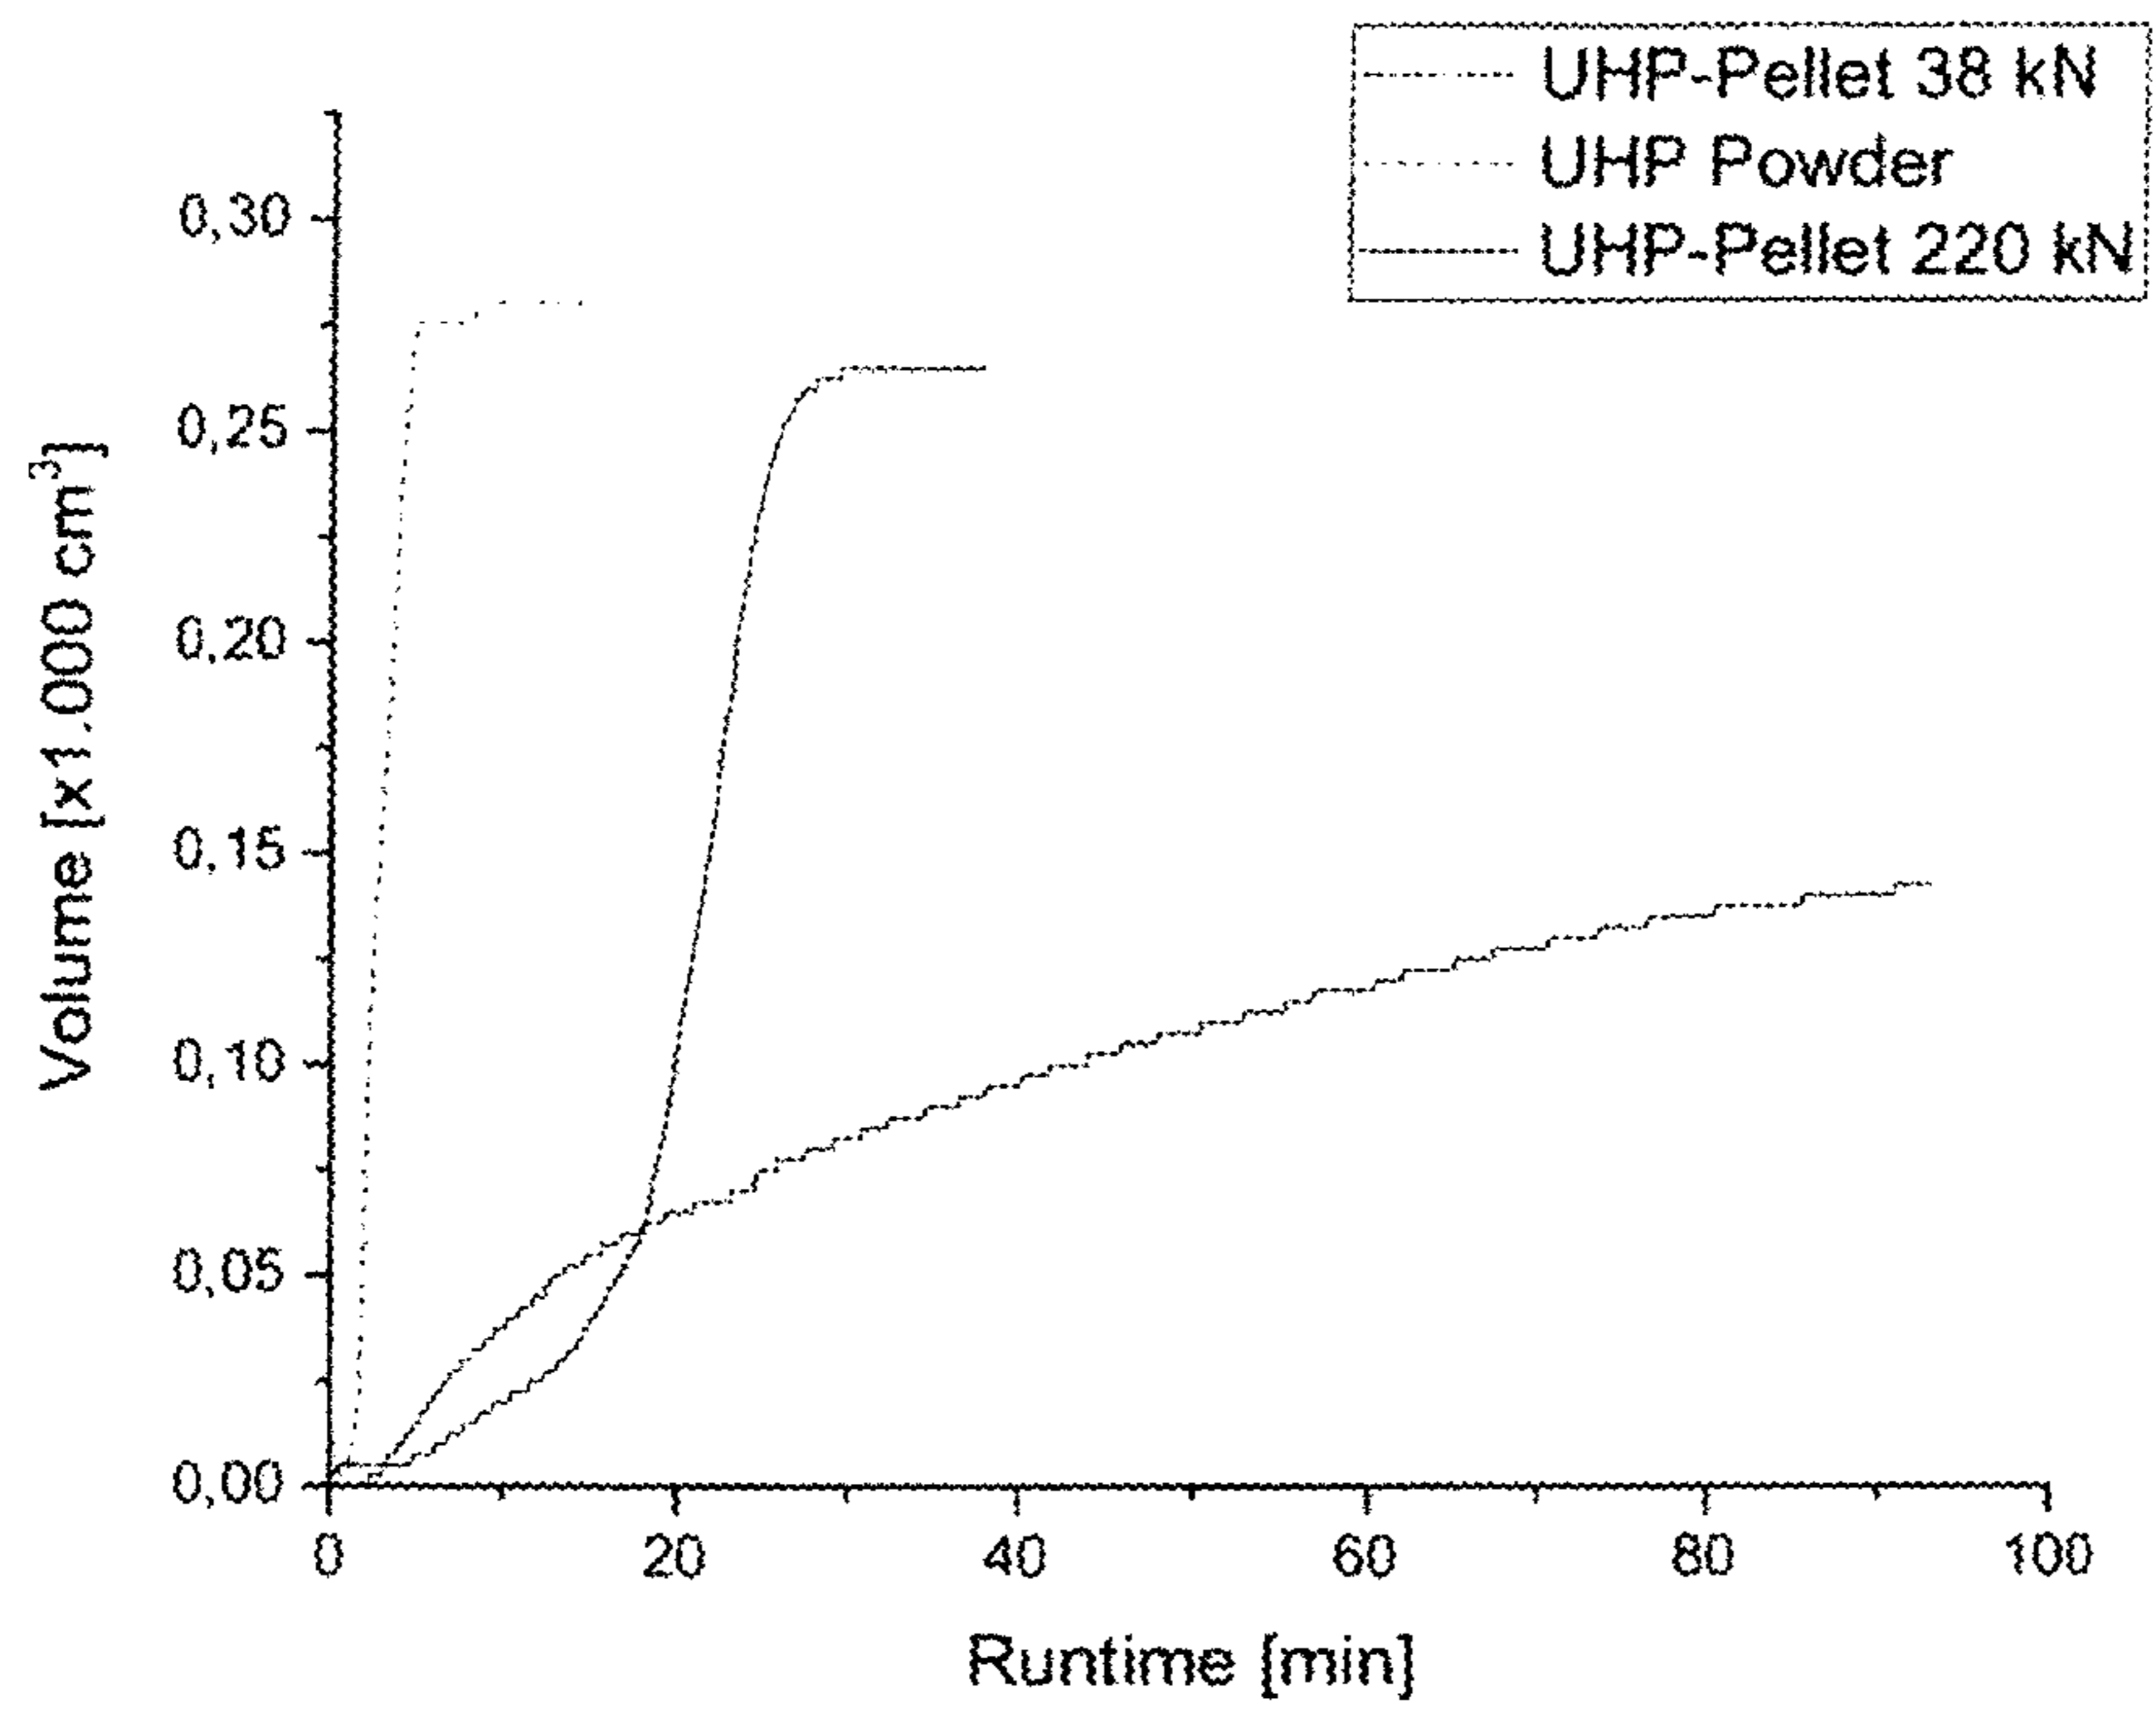 UHP-Pellet 38 kN
UHP Powder
UHP-Pellet 220 kN
Volume [x1.000 cm³]
0,30
0,25
0,20
0,15
0,10
0,05
0,00
0 20 40 60 80 100
Runtime [min]